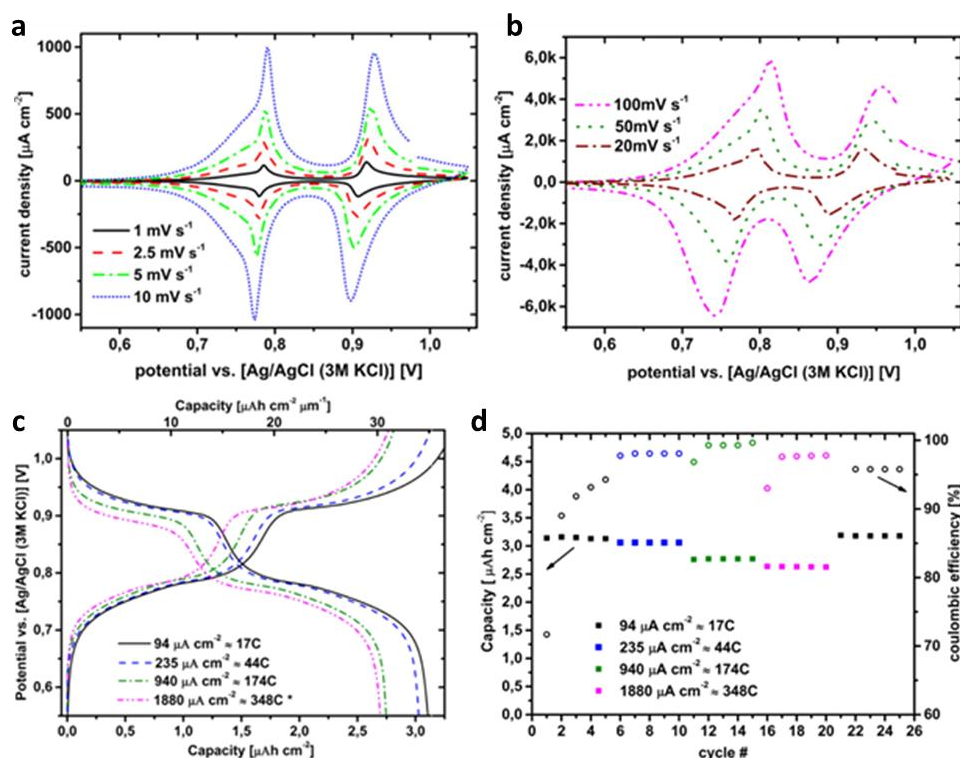 a
1000
500
0
-500
-1000
current density [µA cm-2]
1 mV s-1
2.5 mV s-1
5 mV s-1
10 mV s-1
0,6 0,7 0,8 0,9 1,0
potential vs. [Ag/AgCl (3M KCl)] [V]
b
6,0k
4,0k
2,0k
0,0
-2,0k
-4,0k
-6,0k
current density [µA cm-2]
100mV s-1
50mV s-1
20mV s-1
0,6 0,7 0,8 0,9 1,0
potential vs. [Ag/AgCl (3M KCl)] [V]
c
Capacity [µAh cm-2 µm-1]
0 10 20 30
1,0
0,9
0,8
0,7
0,6
Potential vs. [Ag/AgCl (3M KCl)] [V]
94 µA cm-2 ≈ 17C
235 µA cm-2 ≈ 44C
940 µA cm-2 ≈ 174C
1880 µA cm-2 ≈ 348C *
0,0 0,5 1,0 1,5 2,0 2,5 3,0
Capacity [µAh cm-2]
d
5,0
4,5
4,0
3,5
3,0
2,5
2,0
1,5
1,0
0,5
0,0
Capacity [ µAh cm-2]
94 µA cm-2 ≈ 17C
235 µA cm-2 ≈ 44C
940 µA cm-2 ≈ 174C
1880 µA cm-2 ≈ 348C
100
90
80
70
60
coulombic efficiency [%]
0 2 4 6 8 10 12 14 16 18 20 22 24 26
cycle #